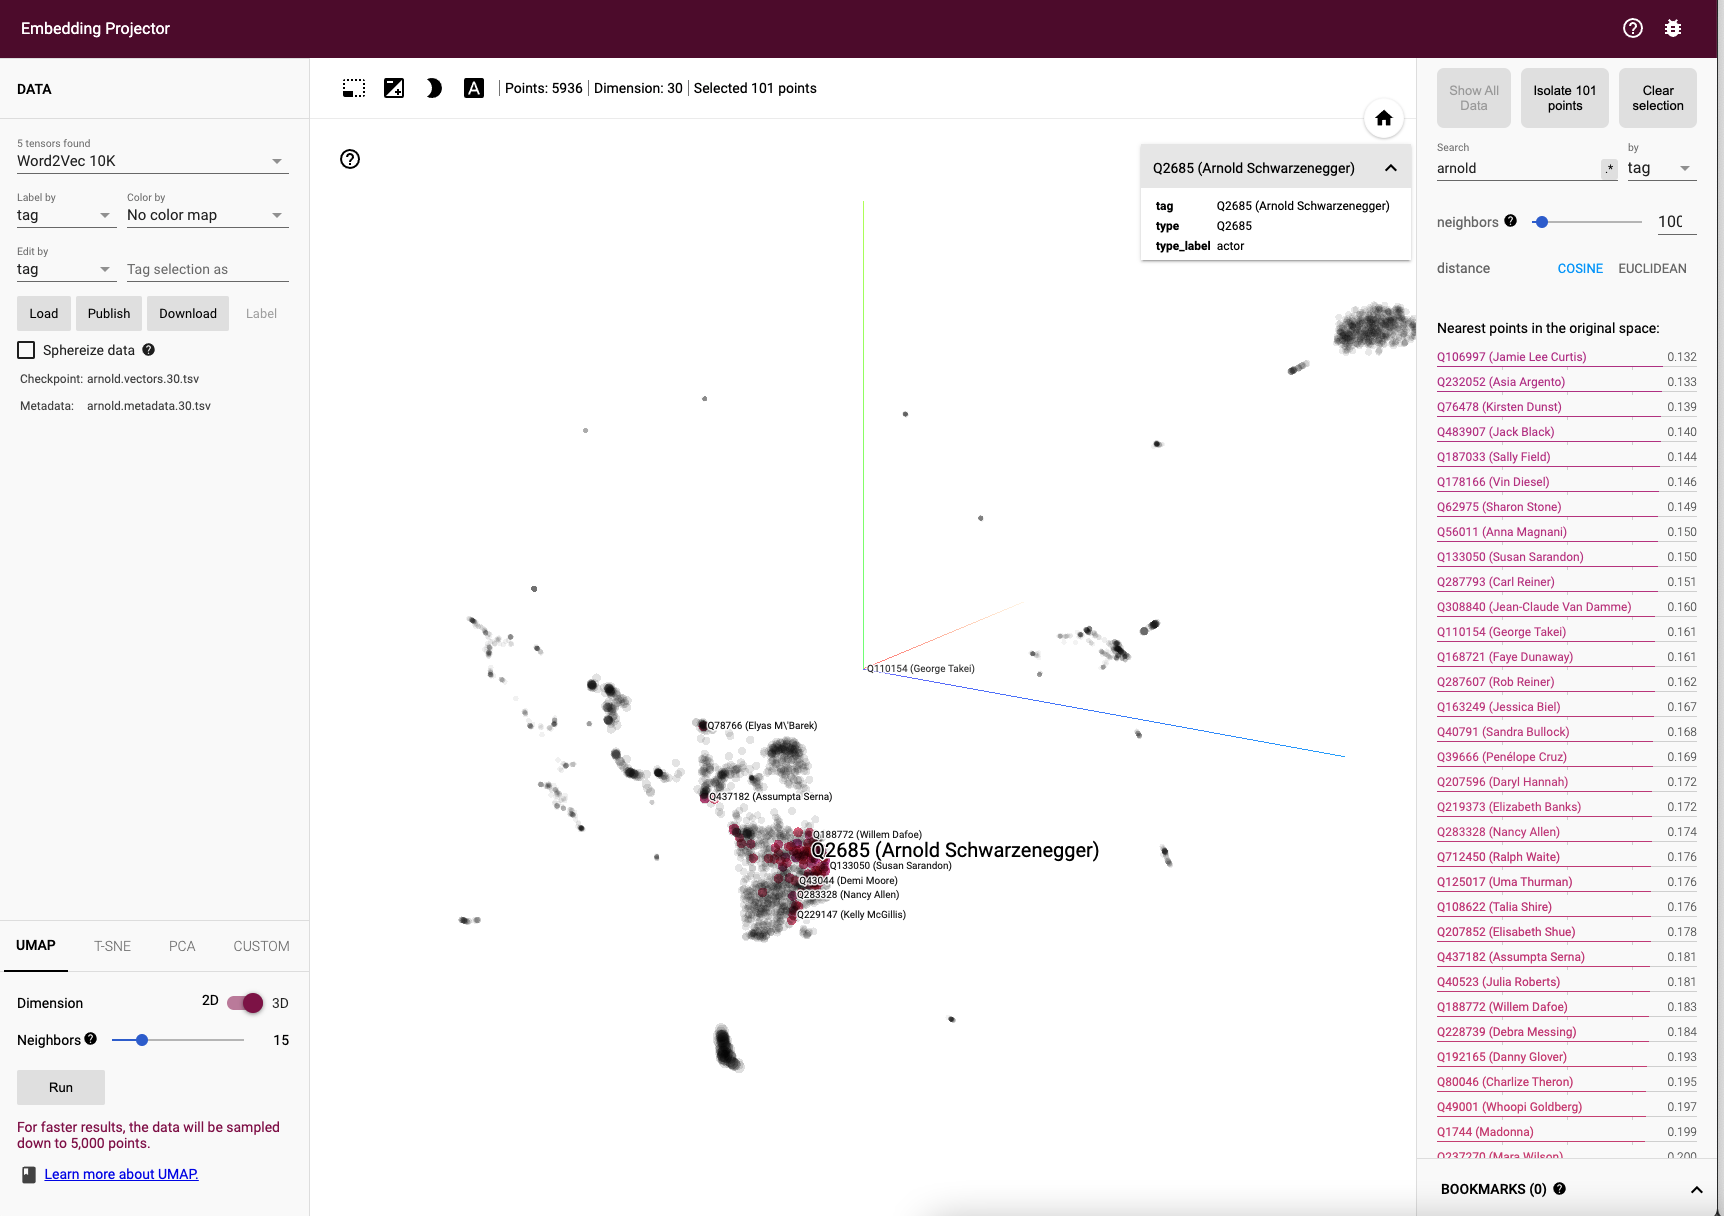 Embedding Projector
DATA
5 tensors found
Word2Vec 10K
Label by
tag
Color by
No color map
Edit by
tag
Tag selection as
Load
Publish
Download
Label
Sphereize data
Checkpoint: arnold.vectors.30.tsv
Metadata: arnold.metadata.30.tsv
UMAP
T-SNE
PCA
CUSTOM
Dimension
2D
3D
Neighbors
15
Run
For faster results, the data will be sampled
down to 5,000 points.
Learn more about UMAP.
A
Points: 5936 | Dimension: 30 | Selected 101 points
Q2685 (Arnold Schwarzenegger)
tag Q2685 (Arnold Schwarzenegger)
type Q2685
type_label actor
Q110154 (George Takei)
Q78766 (Elyas M\'Barek)
Q437182 (Assumpta Serna)
Q188772 (Willem Dafoe)
Q2685 (Arnold Schwarzenegger)
Q133050 (Susan Sarandon)
Q43044 (Demi Moore)
Q283328 (Nancy Allen)
Q229147 (Kelly McGillis)
Show All
Data
Isolate 101
points
Clear
selection
Search
arnold
.*
by
tag
neighbors
100
distance
COSINE
EUCLIDEAN
Nearest points in the original space:
Q106997 (Jamie Lee Curtis) 0.132
Q232052 (Asia Argento) 0.133
Q76478 (Kirsten Dunst) 0.139
Q483907 (Jack Black) 0.140
Q187033 (Sally Field) 0.144
Q178166 (Vin Diesel) 0.146
Q62975 (Sharon Stone) 0.149
Q56011 (Anna Magnani) 0.150
Q133050 (Susan Sarandon) 0.150
Q287793 (Carl Reiner) 0.151
Q308840 (Jean-Claude Van Damme) 0.160
Q110154 (George Takei) 0.161
Q168721 (Faye Dunaway) 0.161
Q287607 (Rob Reiner) 0.162
Q163249 (Jessica Biel) 0.167
Q40791 (Sandra Bullock) 0.168
Q39666 (Penélope Cruz) 0.169
Q207596 (Daryl Hannah) 0.172
Q219373 (Elizabeth Banks) 0.172
Q283328 (Nancy Allen) 0.174
Q712450 (Ralph Waite) 0.176
Q125017 (Uma Thurman) 0.176
Q108622 (Talia Shire) 0.176
Q207852 (Elisabeth Shue) 0.178
Q437182 (Assumpta Serna) 0.181
Q40523 (Julia Roberts) 0.181
Q188772 (Willem Dafoe) 0.183
Q228739 (Debra Messing) 0.184
Q192165 (Danny Glover) 0.193
Q80046 (Charlize Theron) 0.195
Q49001 (Whoopi Goldberg) 0.197
Q1744 (Madonna) 0.199
Q237270 (Mara Wilson) 0.200
BOOKMARKS (0)